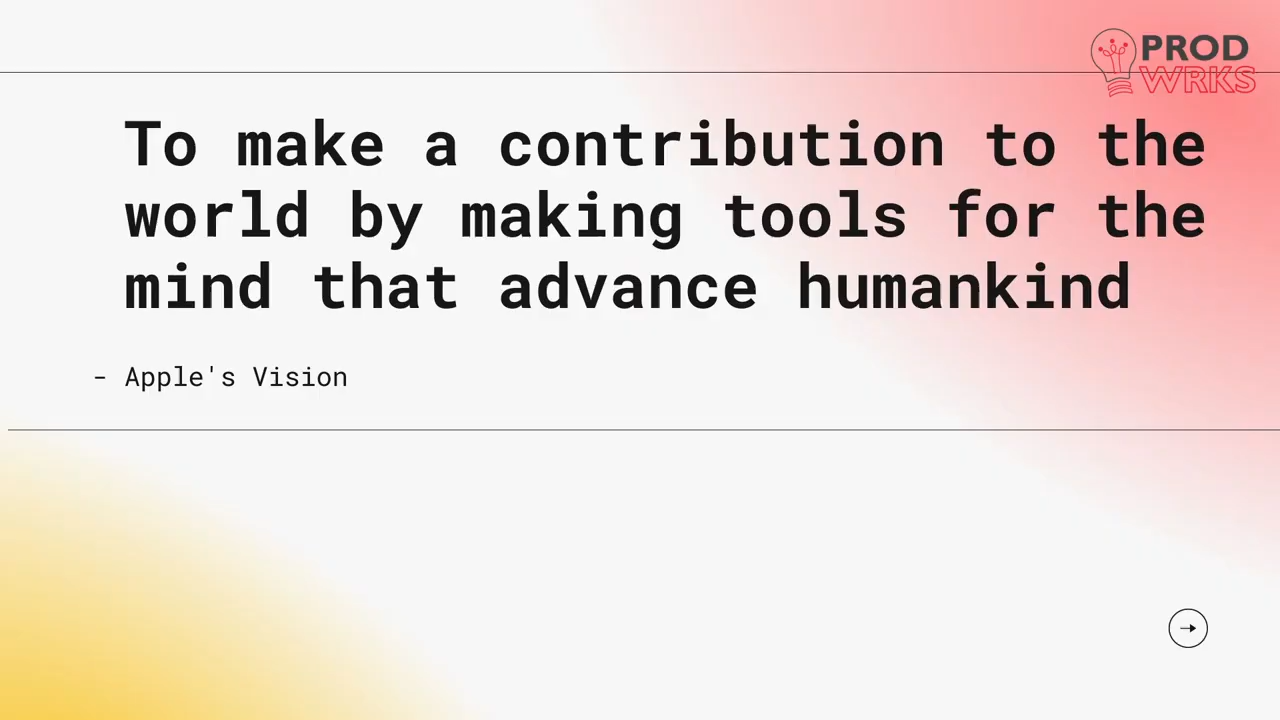 PROD
WRKS
To make a contribution to the
world by making tools for the
mind that advance humankind
- Apple's Vision